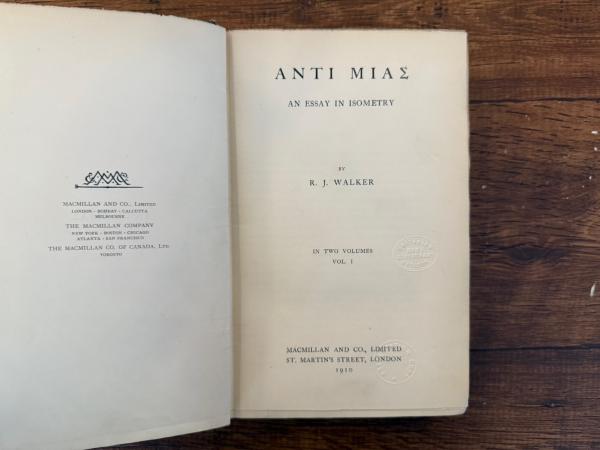 MACMILLAN AND CO., LIMITED
LONDON · BOMBAY · CALCUTTA
MELBOURNE
THE MACMILLAN COMPANY
NEW YORK · BOSTON · CHICAGO
ATLANTA · SAN FRANCISCO
THE MACMILLAN CO. OF CANADA, LTD.
TORONTO
ΑΝΤΙ ΜΙΑΣ
AN ESSAY IN ISOMETRY
BY
R. J. WALKER
IN TWO VOLUMES
VOL. I
MACMILLAN AND CO., LIMITED
ST. MARTIN'S STREET, LONDON
1910